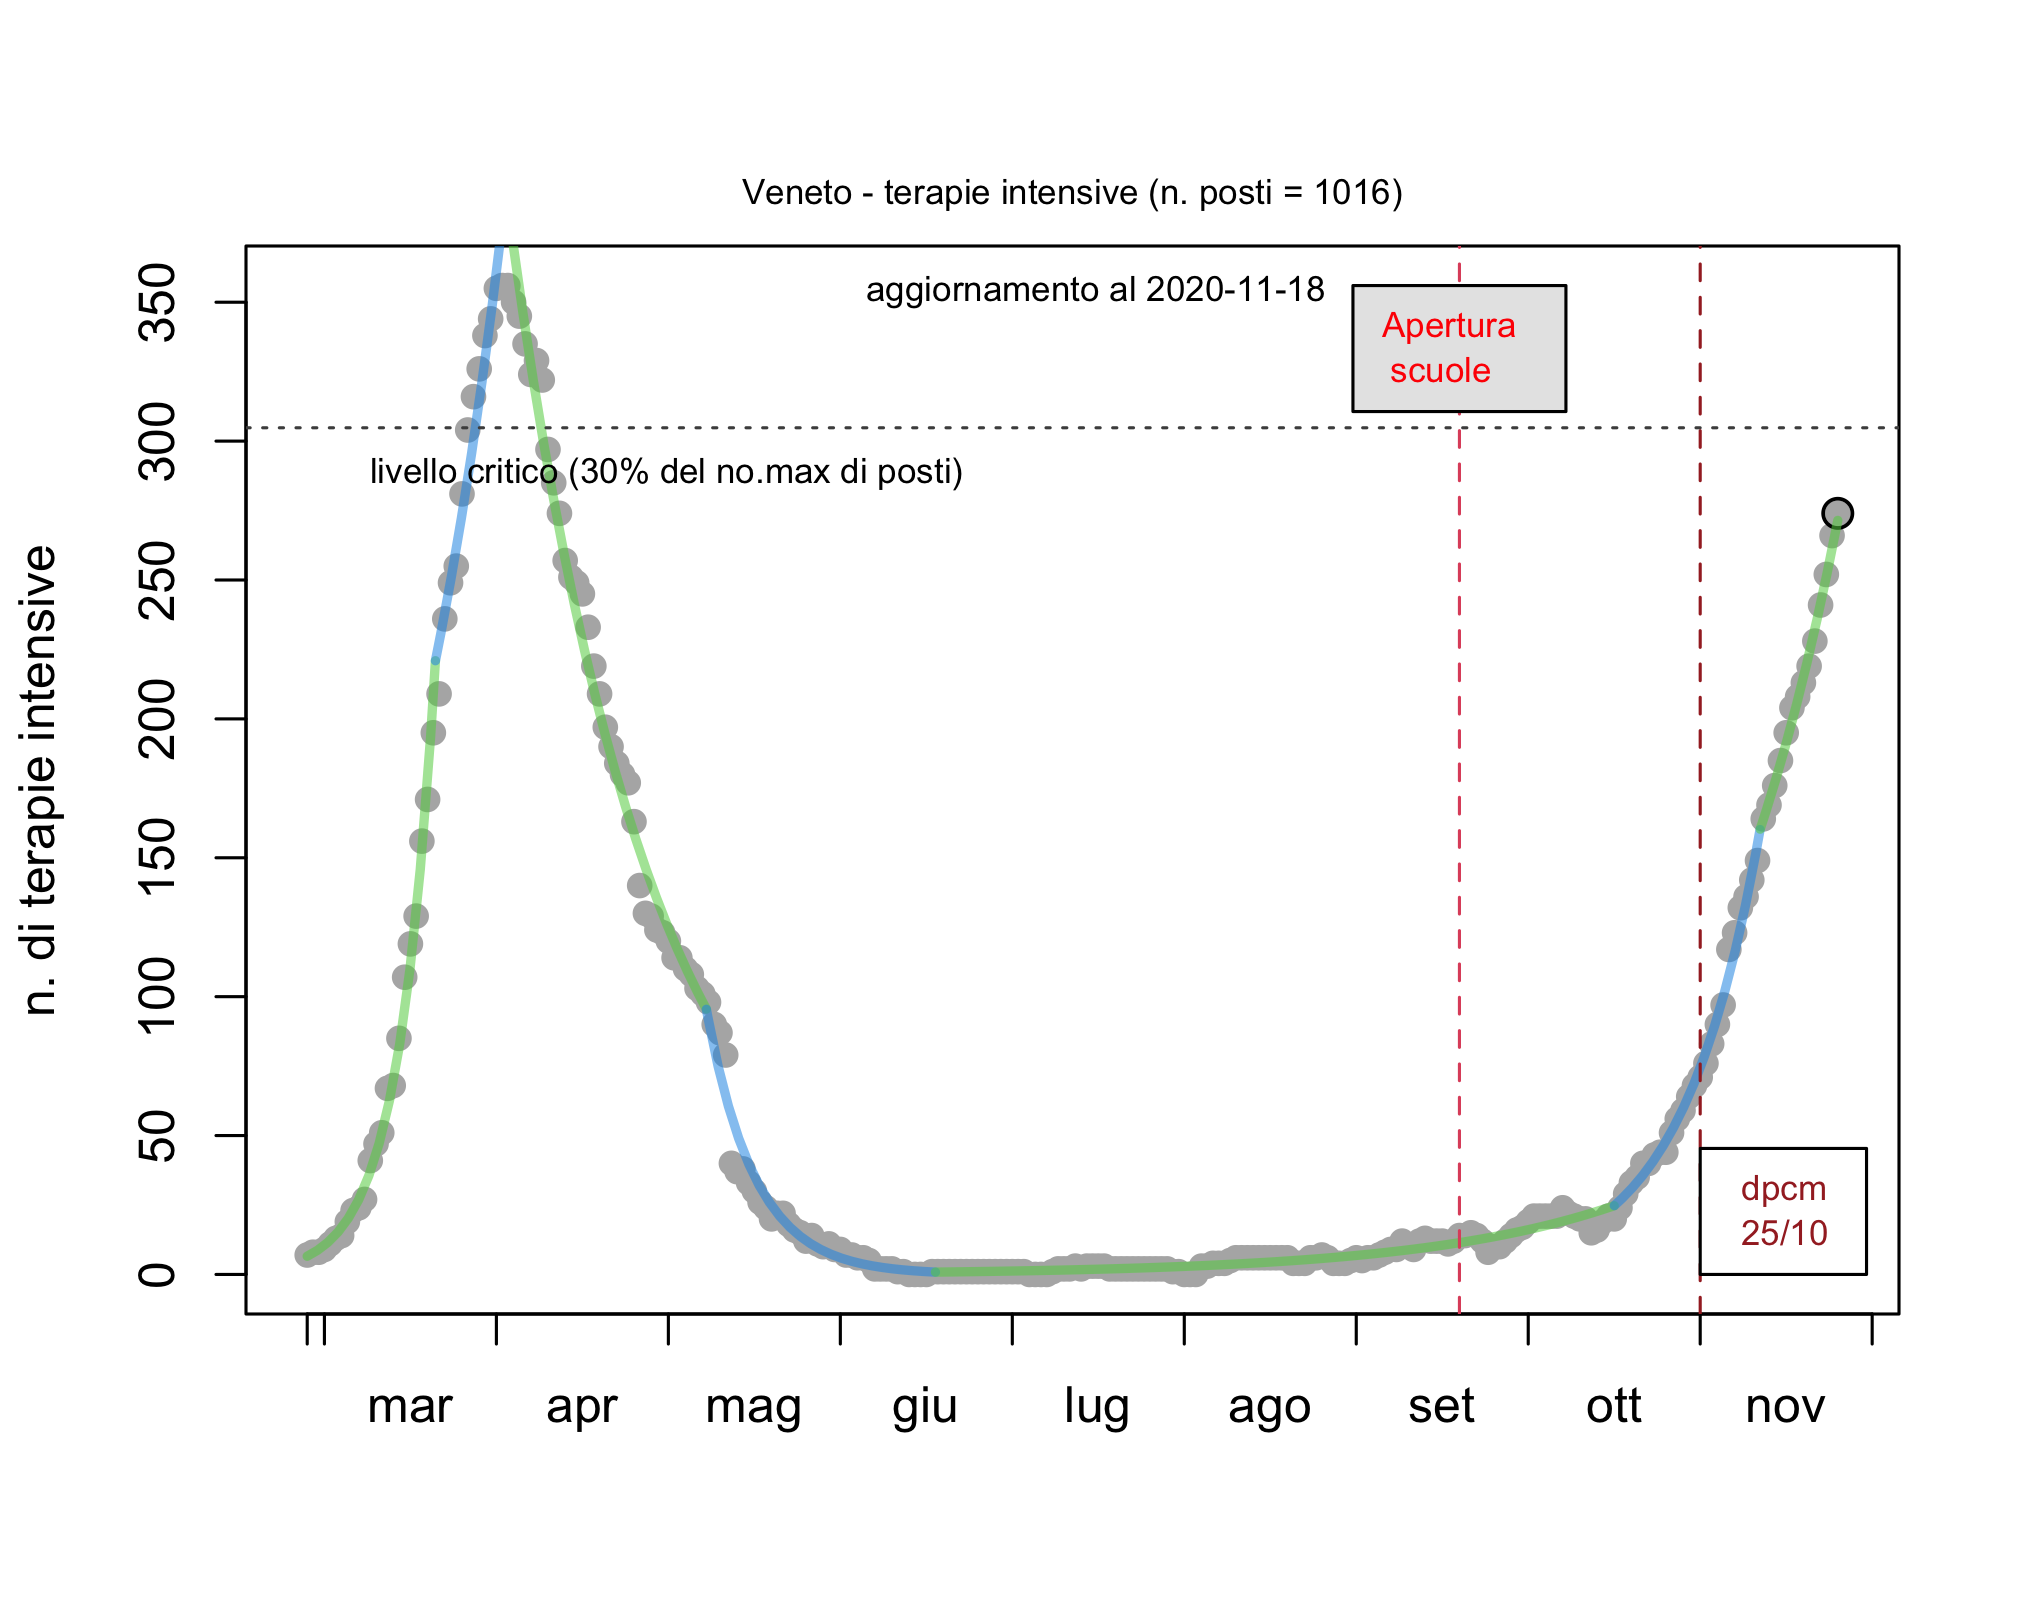 Veneto - terapie intensive (n. posti = 1016)
aggiornamento al 2020-11-18
Apertura
scuole
livello critico (30% del no.max di posti)
n. di terapie intensive
350
300
250
200
150
100
50
0
dpcm
25/10
mar apr mag giu lug ago set ott nov